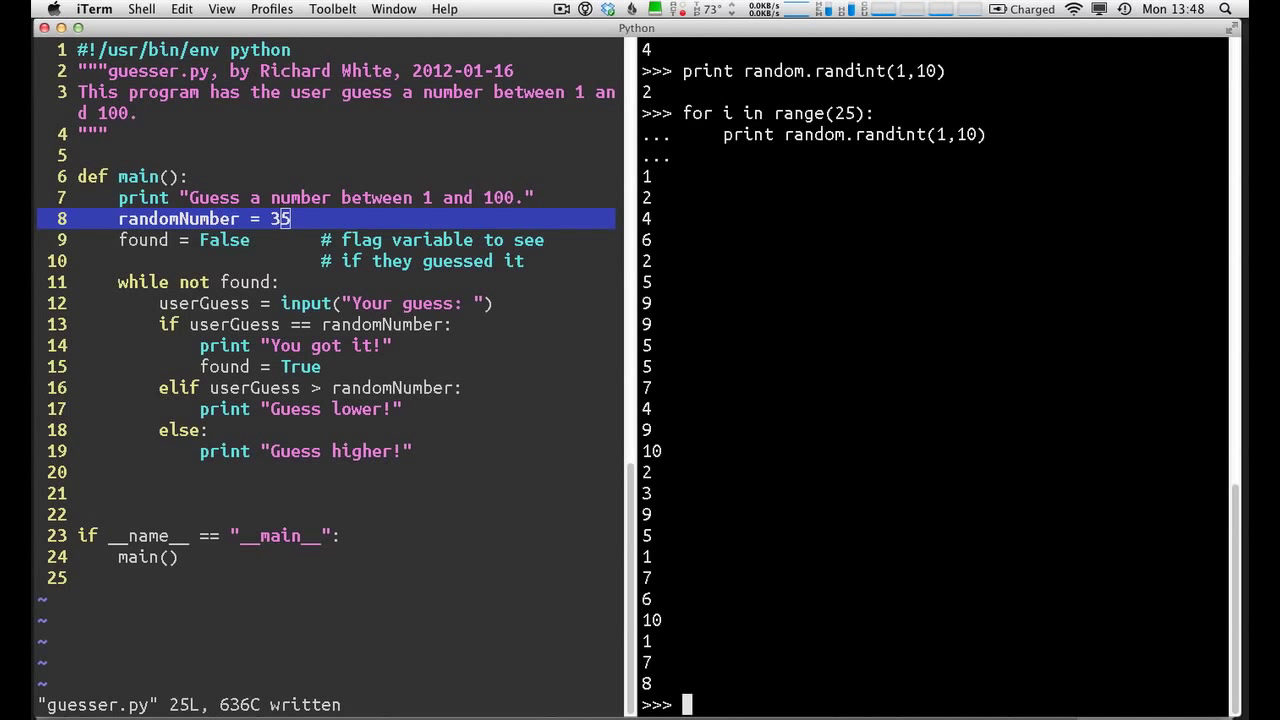 iTerm Shell Edit View Profiles Toolbelt Window Help 73° 0.0KB/s 0.0KB/s Charged Mon 13:48
Python
1 #!/usr/bin/env python
2 """guesser.py, by Richard White, 2012-01-16
3 This program has the user guess a number between 1 an
d 100.
4 """
5
6 def main():
7 print "Guess a number between 1 and 100."
8 randomNumber = 35
9 found = False # flag variable to see
10 # if they guessed it
11 while not found:
12 userGuess = input("Your guess: ")
13 if userGuess == randomNumber:
14 print "You got it!"
15 found = True
16 elif userGuess > randomNumber:
17 print "Guess lower!"
18 else:
19 print "Guess higher!"
20
21
22
23 if __name__ == "__main__":
24 main()
25
~
~
~
~
~
"guesser.py" 25L, 636C written
4
>>> print random.randint(1,10)
2
>>> for i in range(25):
... print random.randint(1,10)
...
1
2
4
6
2
5
9
9
5
5
7
4
9
10
2
3
9
5
1
7
6
10
1
7
8
>>>